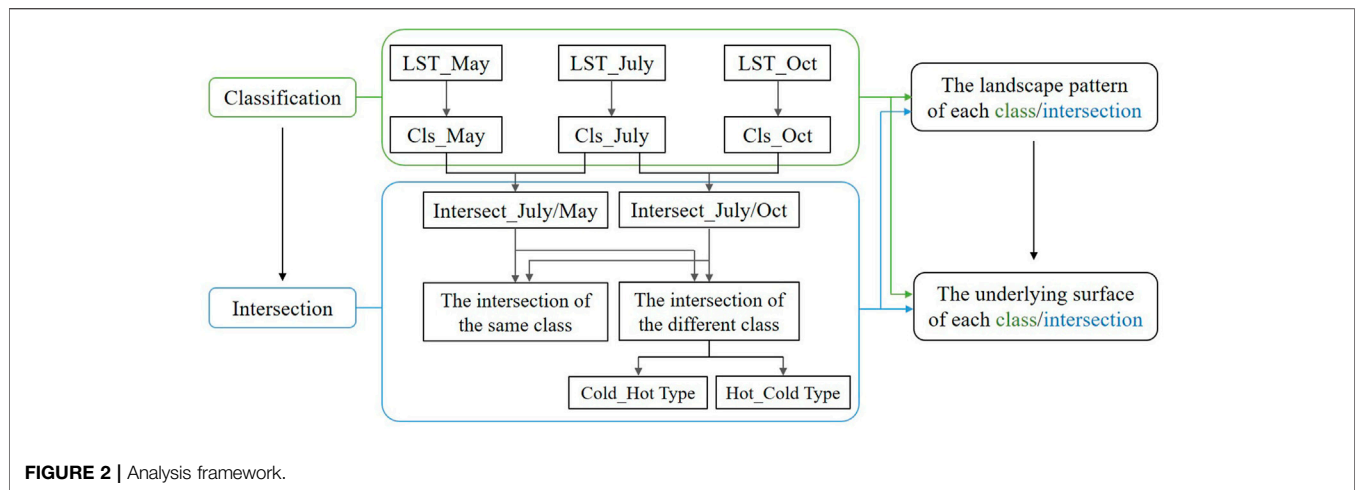 LST_May
LST_July
LST_Oct
Classification
Cls_May
Cls_July
Cls_Oct
The landscape pattern
of each class/intersection
Intersect_July/May
Intersect_July/Oct
Intersection
The intersection of
the same class
The intersection of
the different class
The underlying surface
of each class/intersection
Cold_Hot Type
Hot_Cold Type
FIGURE 2 | Analysis framework.